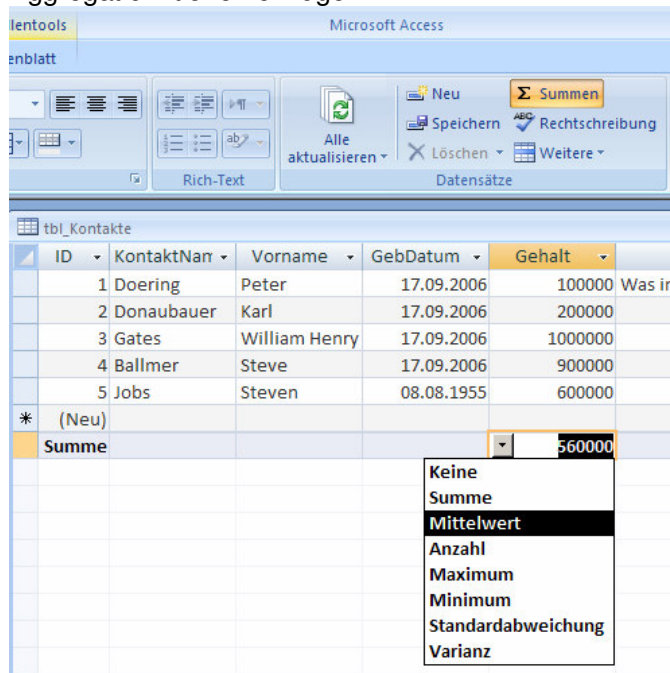 lentools Microsoft Access
enblatt
Neu Σ Summen
Speichern Rechtschreibung
Alle aktualisieren Löschen Weitere
Rich-Text Datensätze
tbl_Kontakte
ID KontaktNam Vorname GebDatum Gehalt
1 Doering Peter 17.09.2006 100000 Was
2 Donaubauer Karl 17.09.2006 200000
3 Gates William Henry 17.09.2006 1000000
4 Ballmer Steve 17.09.2006 900000
5 Jobs Steven 08.08.1955 600000
(Neu)
Summe 560000
Keine
Summe
Mittelwert
Anzahl
Maximum
Minimum
Standardabweichung
Varianz